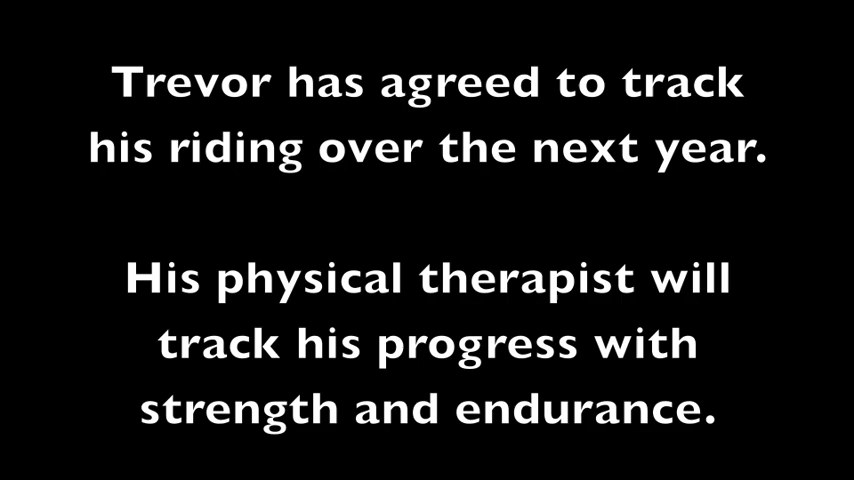 Trevor has agreed to track
his riding over the next year.
His physical therapist will
track his progress with
strength and endurance.